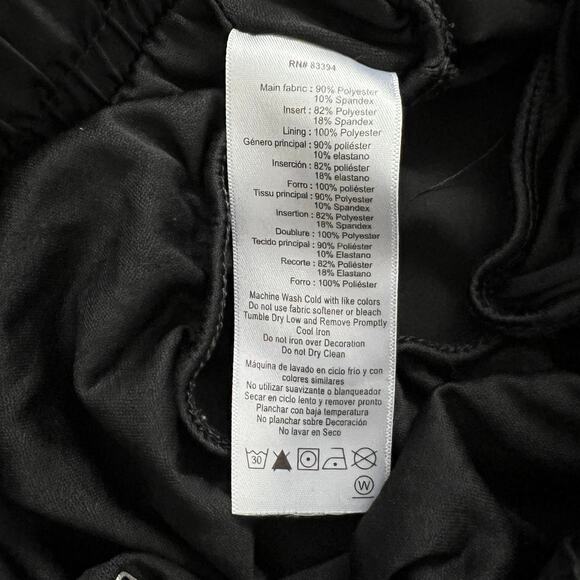 RN# 83394
Main fabric : 90% Polyester
10% Spandex
Insert : 82% Polyester
18% Spandex
Lining : 100% Polyester
Género principal : 90% poliéster
10% elastano
Inserción : 82% poliéster
18% elastano
Forro : 100% poliéster
Tissu principal : 90% Polyester
10% Spandex
Insertion : 82% Polyester
18% Spandex
Doublure : 100% Polyester
Tecido principal : 90% Poliéster
10% Elastano
Recorte : 82% Poliéster
18% Elastano
Forro : 100% Poliéster
Machine Wash Cold with like colors
Do not use fabric softener or bleach
Tumble Dry Low and Remove Promptly
Cool Iron
Do not iron over Decoration
Do not Dry Clean
Máquina de lavado en ciclo frio y con
colores similares
No utilizar suavizante o blanqueador
Secar en ciclo lento y remover pronto
Planchar con baja temperatura
No planchar sobre Decoración
No lavar en Seco
30
W